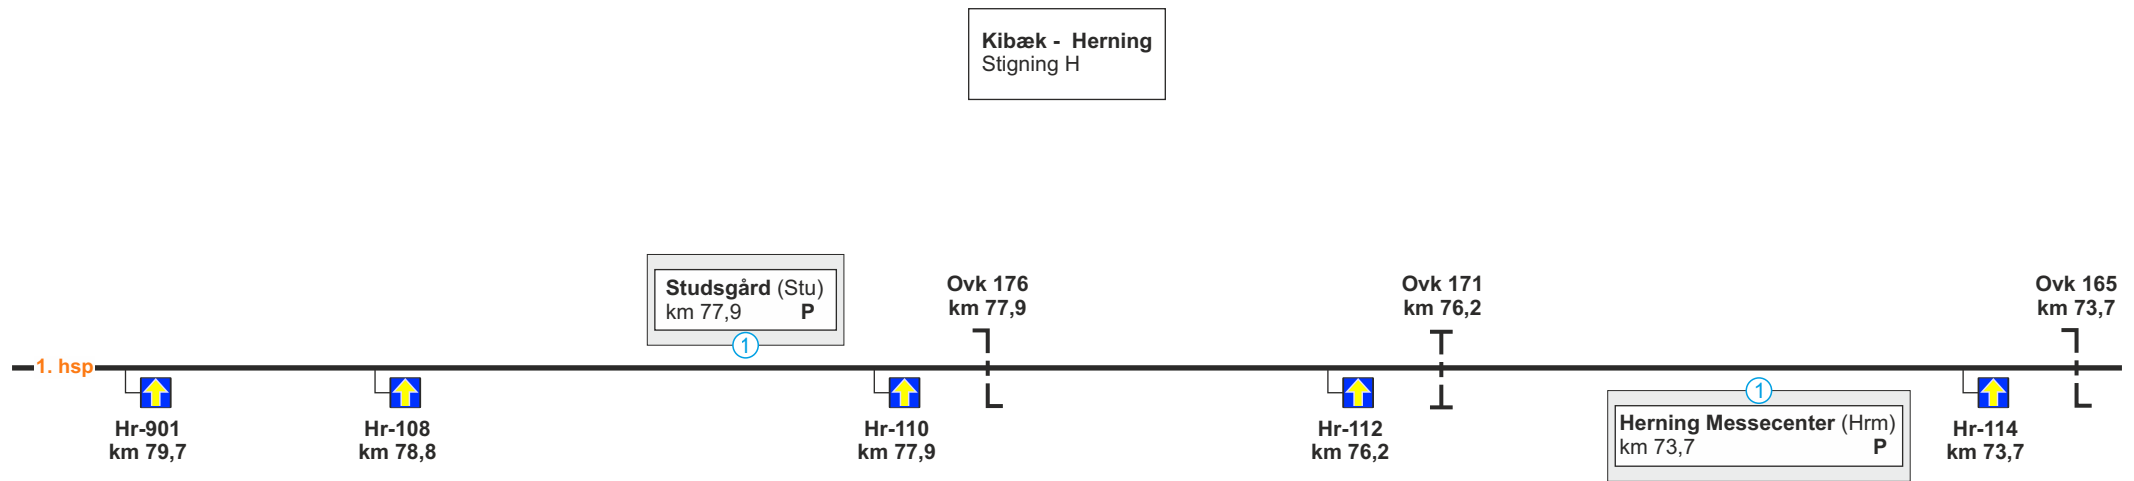 Kibæk - Herning
Stigning H
Studsgård (Stu)
km 77,9 P
1
Ovk 176
km 77,9
Ovk 171
km 76,2
Ovk 165
km 73,7
1. hsp
Hr-901
km 79,7
Hr-108
km 78,8
Hr-110
km 77,9
Hr-112
km 76,2
1
Herning Messecenter (Hrm)
km 73,7 P
Hr-114
km 73,7